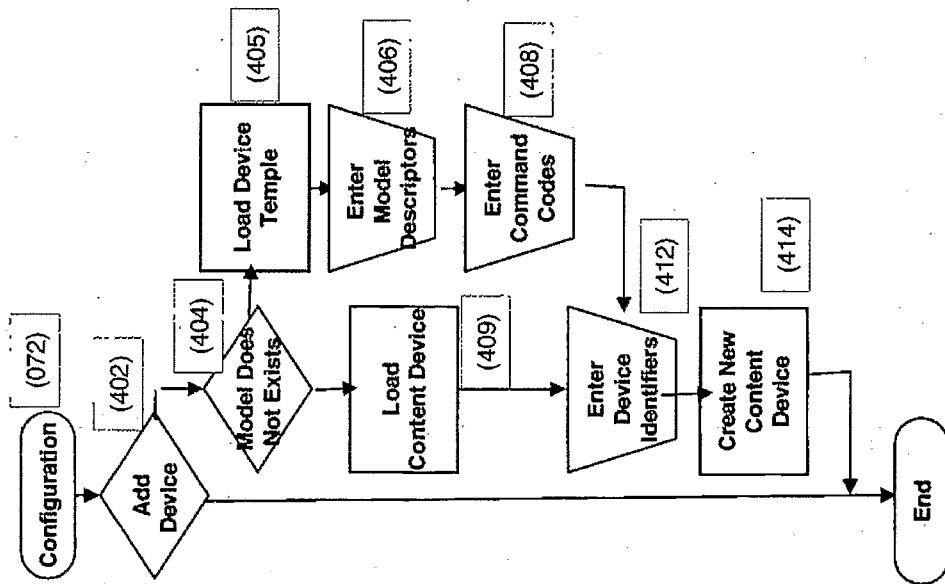 Configuration
(072)
Add
Device
(402)
Model Does
Not Exists
(404)
Load Device
Temple
(405)
Enter
Model
Descriptors
(406)
Enter
Command
Codes
(408)
Load
Content Device
(409)
Enter
Device
Identifiers
(412)
Create New
Content
Device
(414)
End